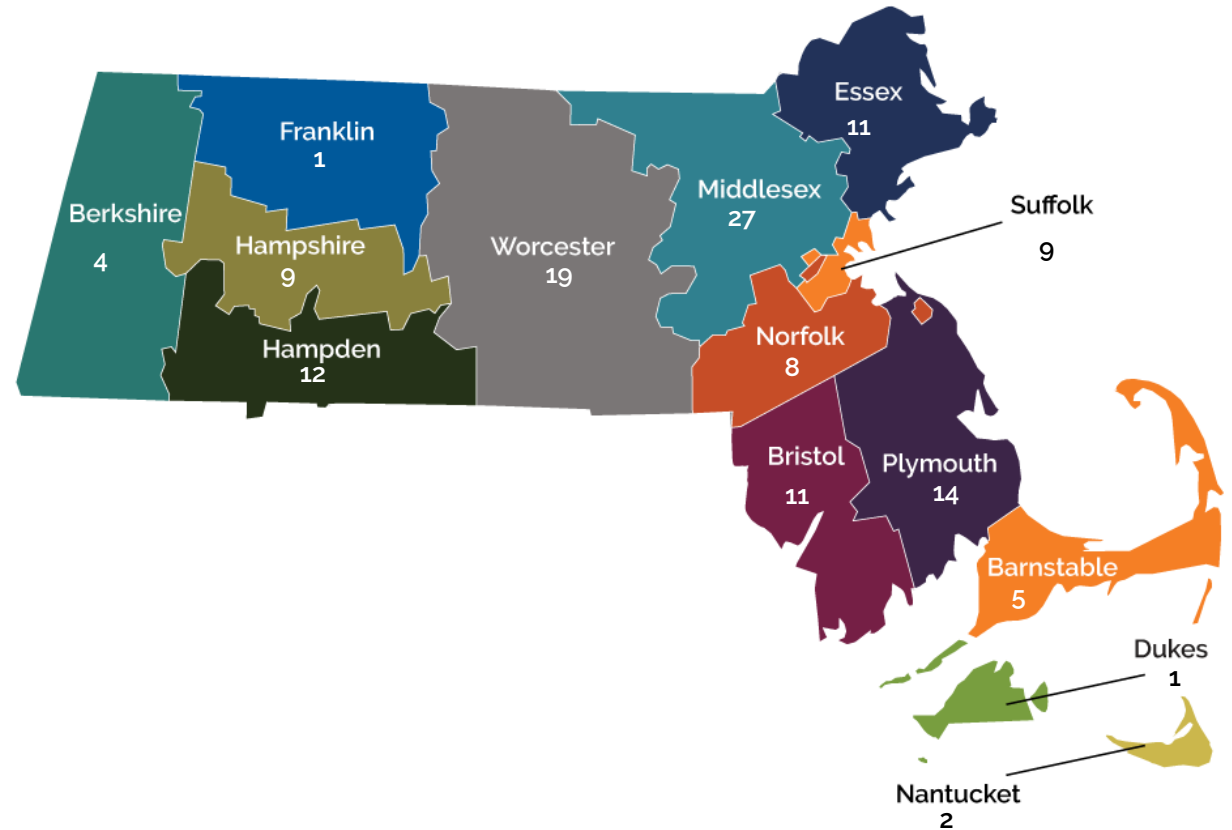 Essex
11
Franklin
1
Middlesex
27
Suffolk
9
Berkshire
4
Hampshire
9
Worcester
19
Norfolk
8
Hampden
12
Bristol
11
Plymouth
14
Barnstable
5
Dukes
1
Nantucket
2